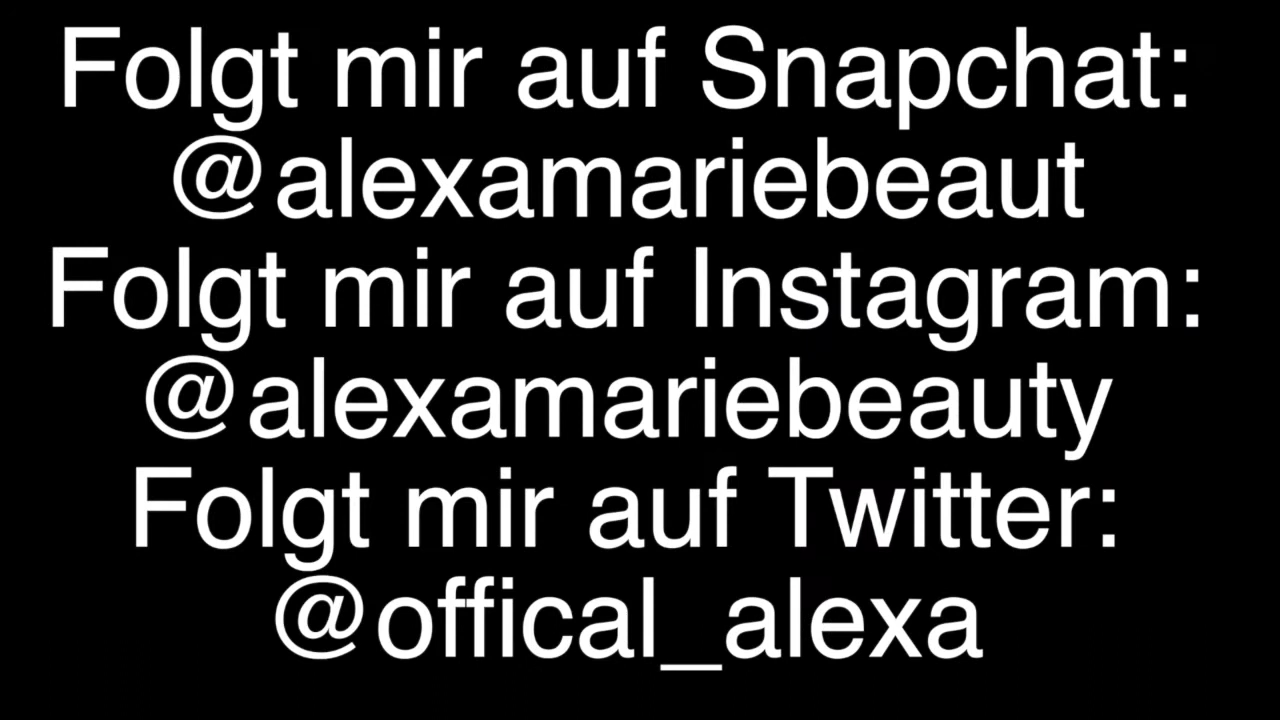 Folgt mir auf Snapchat:
@alexamariebeaut
Folgt mir auf Instagram:
@alexamariebeauty
Folgt mir auf Twitter:
@offical_alexa